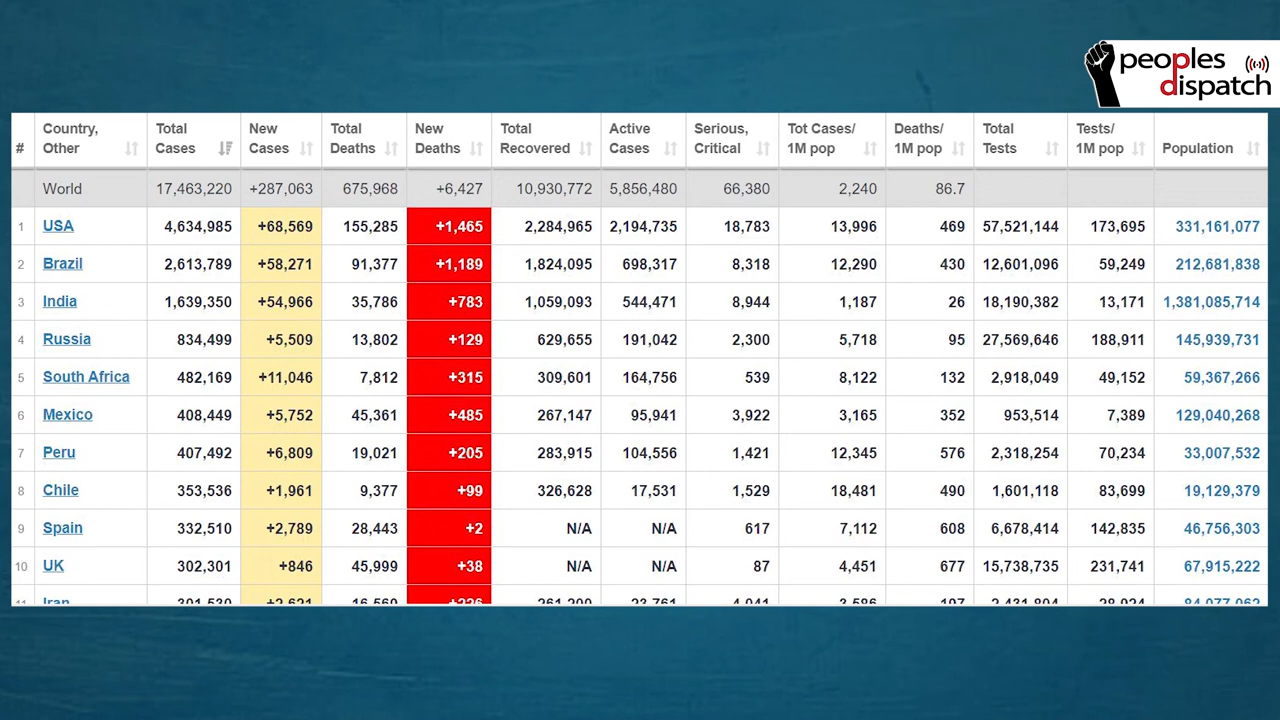 peoples
dispatch
# Country, Other Total Cases New Cases Total Deaths New Deaths Total Recovered Active Cases Serious, Critical Tot Cases/ 1M pop Deaths/ 1M pop Total Tests Tests/ 1M pop Population
World 17,463,220 +287,063 675,968 +6,427 10,930,772 5,856,480 66,380 2,240 86.7
1 USA 4,634,985 +68,569 155,285 +1,465 2,284,965 2,194,735 18,783 13,996 469 57,521,144 173,695 331,161,077
2 Brazil 2,613,789 +58,271 91,377 +1,189 1,824,095 698,317 8,318 12,290 430 12,601,096 59,249 212,681,838
3 India 1,639,350 +54,966 35,786 +783 1,059,093 544,471 8,944 1,187 26 18,190,382 13,171 1,381,085,714
4 Russia 834,499 +5,509 13,802 +129 629,655 191,042 2,300 5,718 95 27,569,646 188,911 145,939,731
5 South Africa 482,169 +11,046 7,812 +315 309,601 164,756 539 8,122 132 2,918,049 49,152 59,367,266
6 Mexico 408,449 +5,752 45,361 +485 267,147 95,941 3,922 3,165 352 953,514 7,389 129,040,268
7 Peru 407,492 +6,809 19,021 +205 283,915 104,556 1,421 12,345 576 2,318,254 70,234 33,007,532
8 Chile 353,536 +1,961 9,377 +99 326,628 17,531 1,529 18,481 490 1,601,118 83,699 19,129,379
9 Spain 332,510 +2,789 28,443 +2 N/A N/A 617 7,112 608 6,678,414 142,835 46,756,303
10 UK 302,301 +846 45,999 +38 N/A N/A 87 4,451 677 15,738,735 231,741 67,915,222
11 Iran